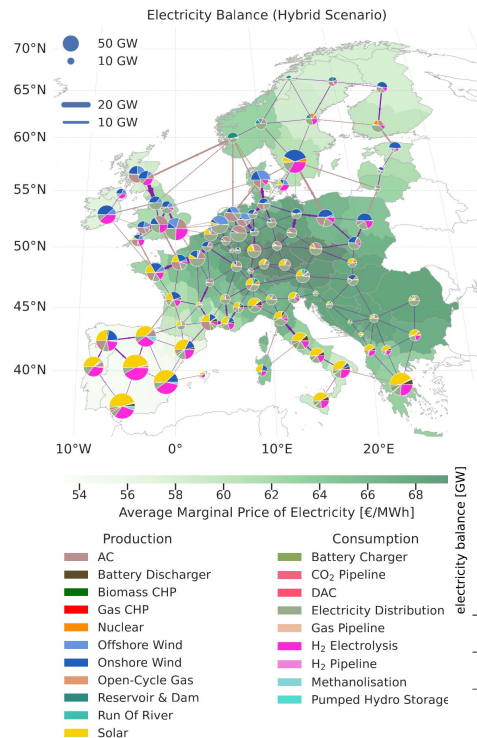 Electricity Balance (Hybrid Scenario)
70°N
50 GW
10 GW
65°N
20 GW
10 GW
60°N
55°N
50°N
45°N
40°N
10°W
0°
10°E
20°E
54 56 58 60 62 64 66 68
Average Marginal Price of Electricity [€/MWh]
electricity balance [GW]
Production
AC
Battery Discharger
Biomass CHP
Gas CHP
Nuclear
Offshore Wind
Onshore Wind
Open-Cycle Gas
Reservoir & Dam
Run Of River
Solar
Consumption
Battery Charger
CO₂ Pipeline
DAC
Electricity Distribution
Gas Pipeline
H₂ Electrolysis
H₂ Pipeline
Methanolisation
Pumped Hydro Storage